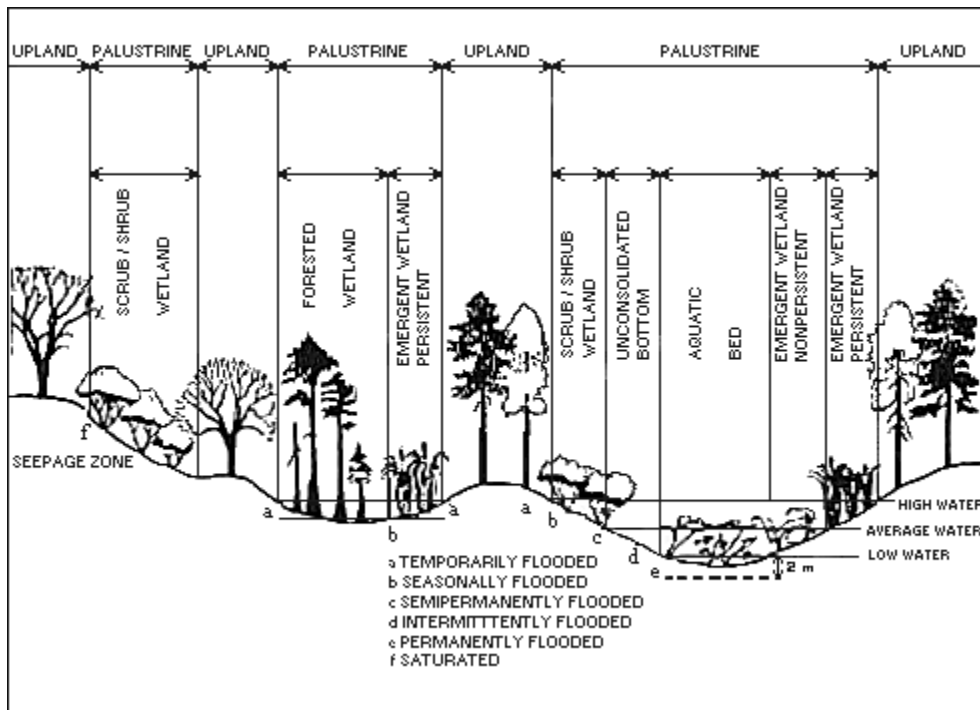 UPLAND PALUSTRINE UPLAND PALUSTRINE UPLAND PALUSTRINE UPLAND
SCRUB / SHRUB
WETLAND
FORESTED
WETLAND
EMERGENT WETLAND
PERSISTENT
SCRUB / SHRUB
WETLAND
UNCONSOLIDATED
BOTTOM
AQUATIC
BED
EMERGENT WETLAND
NONPERSISTENT
EMERGENT WETLAND
PERSISTENT
f
SEEPAGE ZONE
a
b
a
a
b
c
d
e
HIGH WATER
AVERAGE WATER
LOW WATER
2 m
a TEMPORARILY FLOODED
b SEASONALLY FLOODED
c SEMIPERMANENTLY FLOODED
d INTERMITTTENTLY FLOODED
e PERMANENTLY FLOODED
f SATURATED